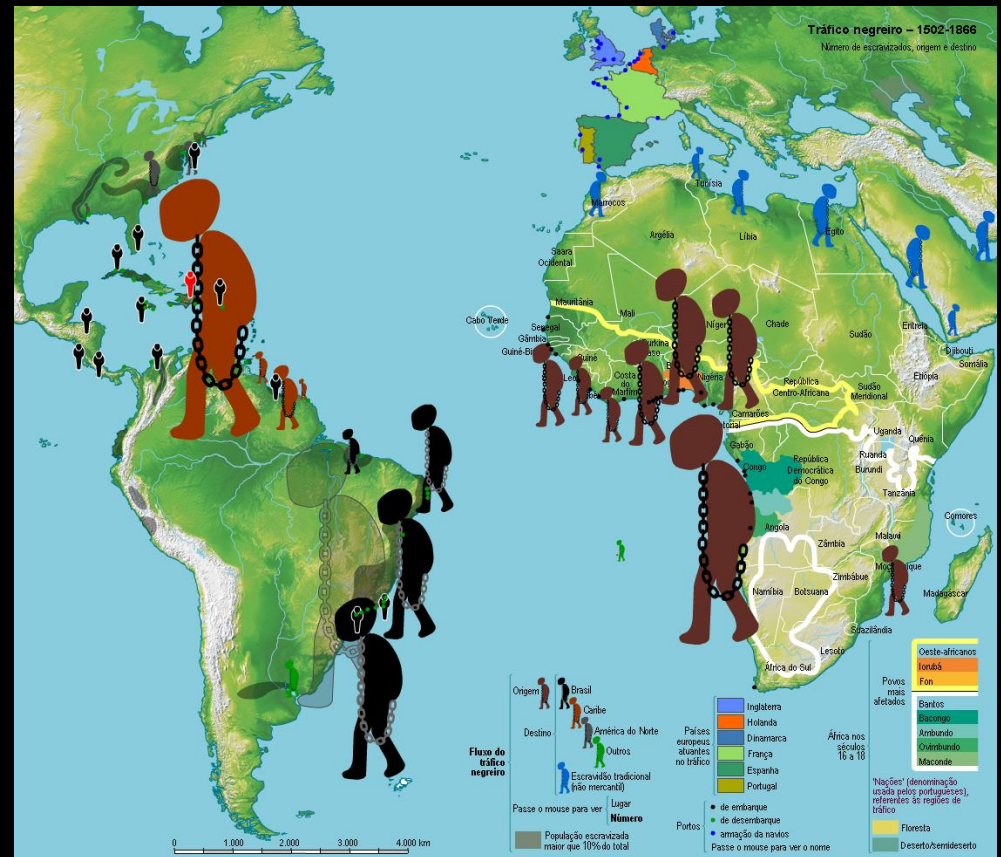 Tráfico negreiro – 1502-1866
Número de escravizados, origem e destino
Tunísia
Marrocos
Argélia
Líbia
Egito
Saara
Ocidental
Mauritânia
Mali
Níger
Chade
Sudão
Eritreia
Cabo Verde
Senegal
Gâmbia
Guiné-Bi
Guiné
Djibouti
Somália
Etiópia
Costa
do
Marfim
Nigéria
República
Centro-Africana
Sudão
Meridional
Camarões
Uganda
Quênia
Gabão
Congo
República
Democrática
do Congo
Ruanda
Burundi
Tanzânia
Comores
Angola
Malawi
Zâmbia
Zimbábue
Namíbia
Botsuana
Madagascar
Suazilândia
Lesoto
África do Sul
Fluxo do
tráfico
negreiro
Origem
Destino
Brasil
Caribe
América do Norte
Outros
Escravidão tradicional
(não mercantil)
Passe o mouse para ver
Lugar
Número
População escravizada
maior que 10% do total
Países
europeus
atuantes
no tráfico
Inglaterra
Holanda
Dinamarca
França
Espanha
Portugal
Portos
de embarque
de desembarque
armação da navios
Passe o mouse para ver o nome
África nos
séculos
16 a 18
Povos
mais
afetados
Oeste-africanos
Iorubá
Fon
Bantos
Bacongo
Ambundo
Ovimbundo
Maconde
'Nações' (denominação
usada pelos portugueses),
referentes às regiões de
tráfico
Floresta
Deserto/semideserto
0 1.000 2.000 3.000 4.000 km